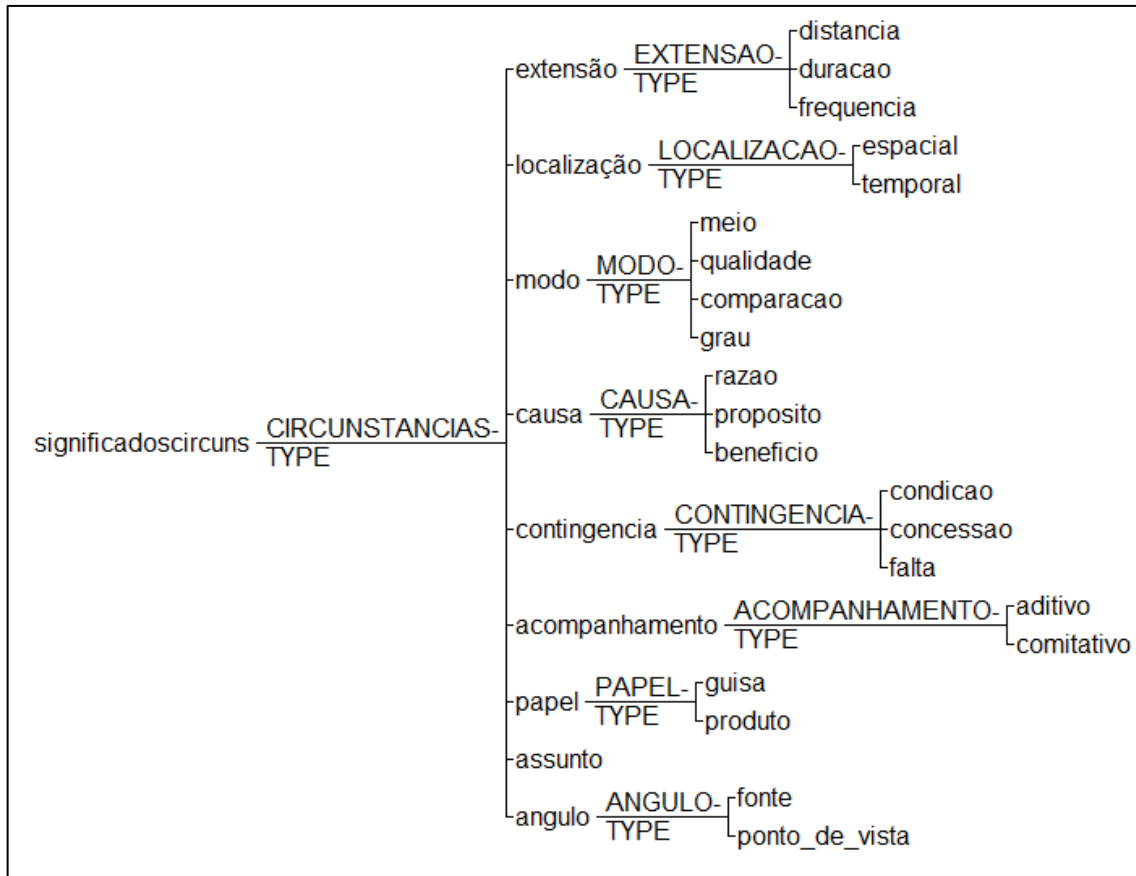 distancia
extensão EXTENSAO-TYPE duracao
frequência
localização LOCALIZACAO-TYPE espacial
temporal
meio
modo MODO-TYPE qualidade
comparacao
grau
razao
causa CAUSA-TYPE proposito
beneficio
significadoscircuns CIRCUNSTANCIAS-TYPE
condicao
contingencia CONTINGENCIA-TYPE concessao
falta
acompanhamento ACOMPANHAMENTO-TYPE aditivo
comitativo
papel PAPEL-TYPE guisa
produto
assunto
angulo ANGULO-TYPE fonte
ponto_de_vista